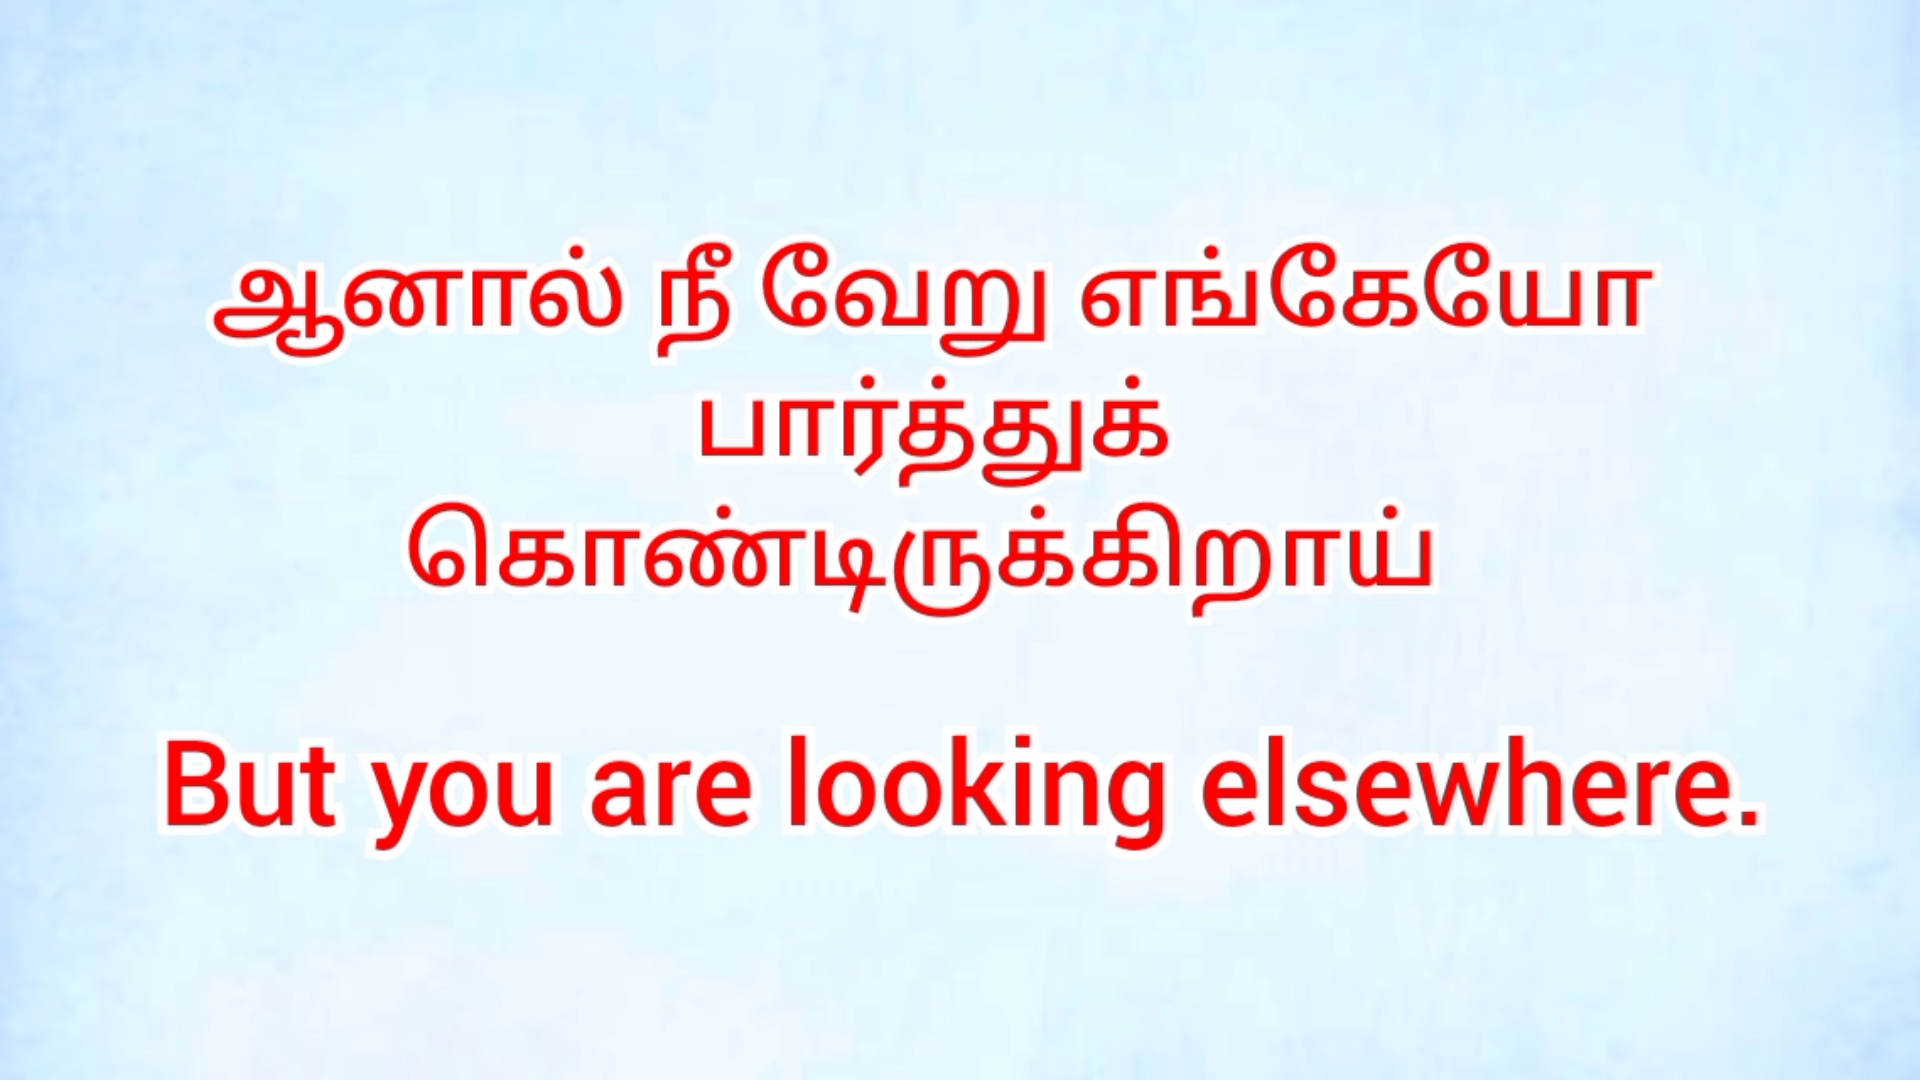 ஆனால் நீ வேறு எங்கேயோ
பார்த்துக்
கொண்டிருக்கிறாய்
But you are looking elsewhere.